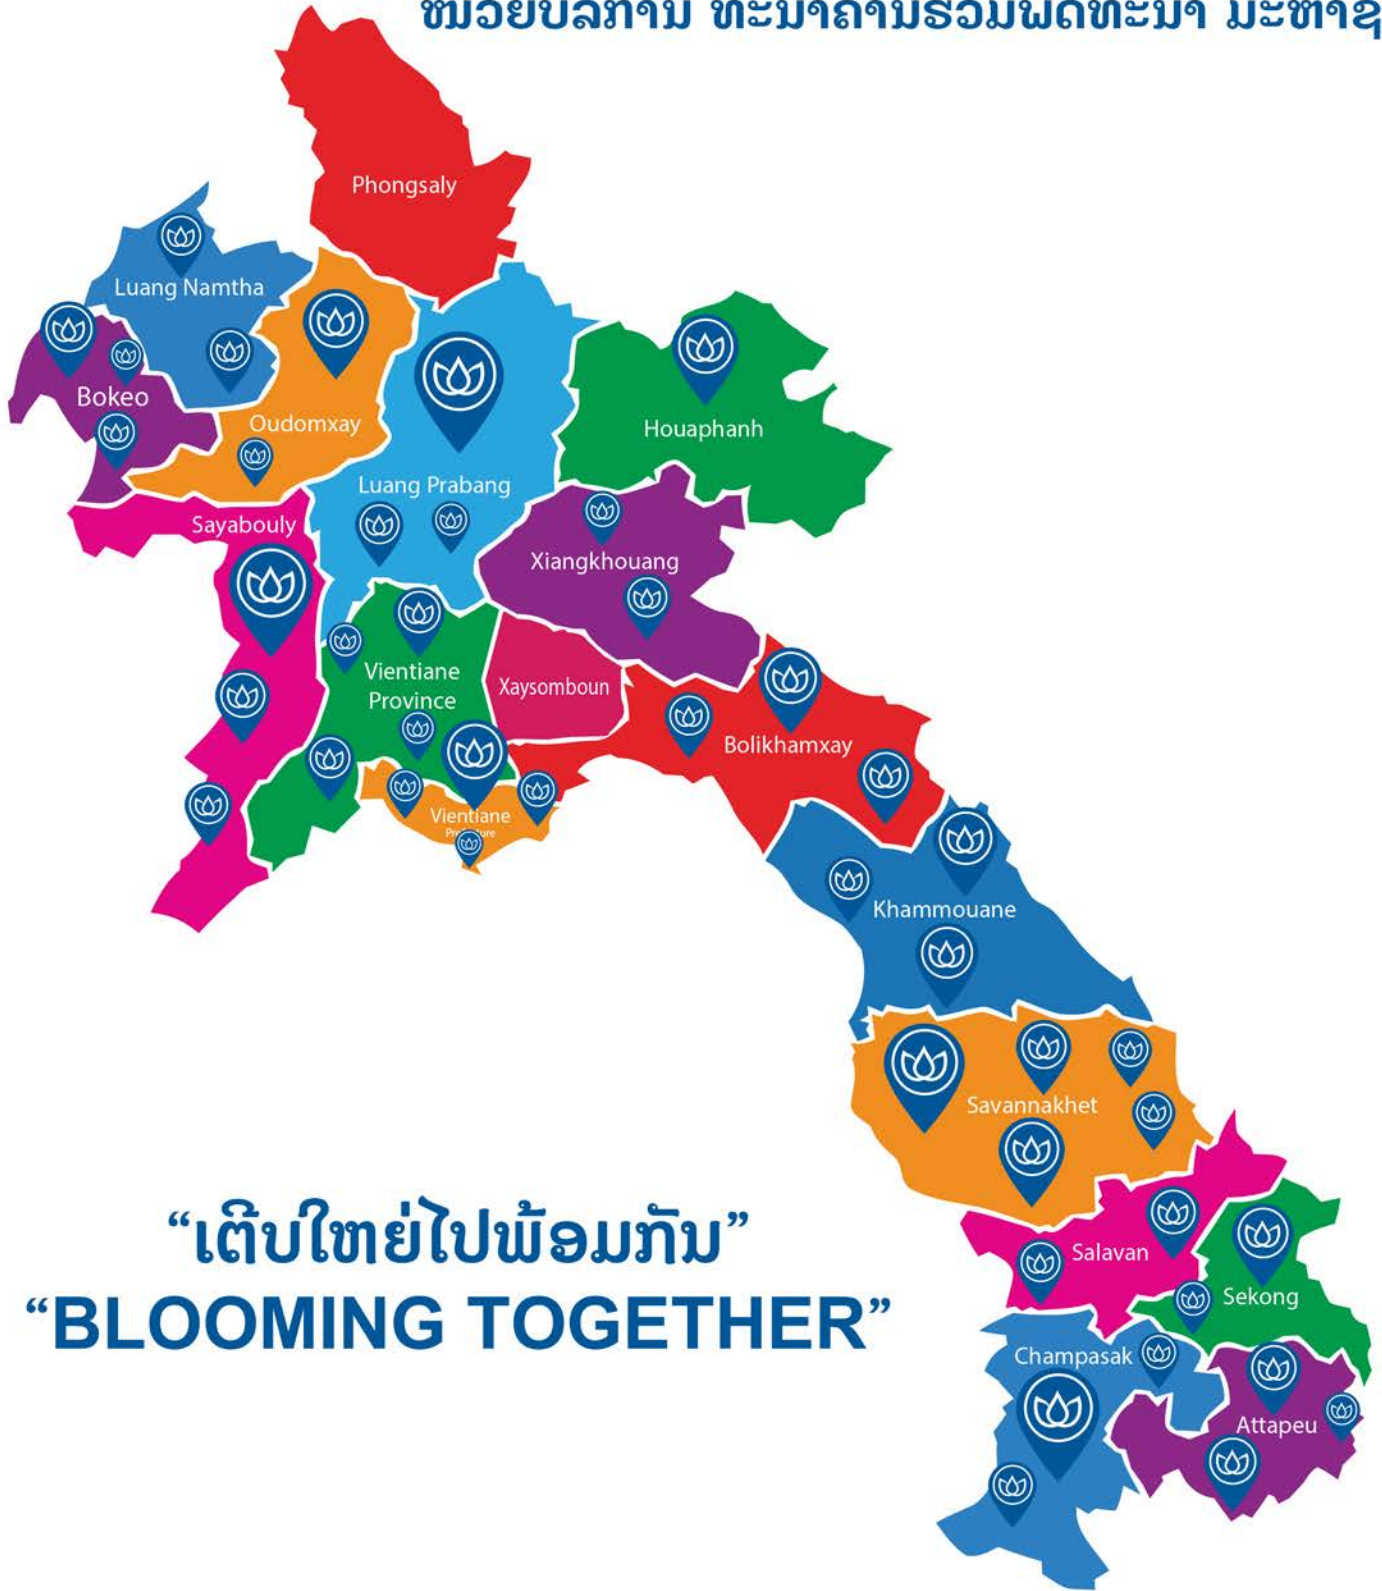 ໜ່ວຍບໍລິການ ທະນາຄານຮ່ວມພັດທະນາ ມະຫາຊ
Phongsaly
Luang Namtha
Bokeo
Oudomxay
Houaphanh
Luang Prabang
Sayabouly
Xiangkhouang
Vientiane
Province
Xaysomboun
Bolikhamxay
Vientiane
Khammouane
Savannakhet
“ເຕີບໃຫຍ່ໄປພ້ອມກັນ”
“BLOOMING TOGETHER”
Salavan
Sekong
Champasak
Attapeu